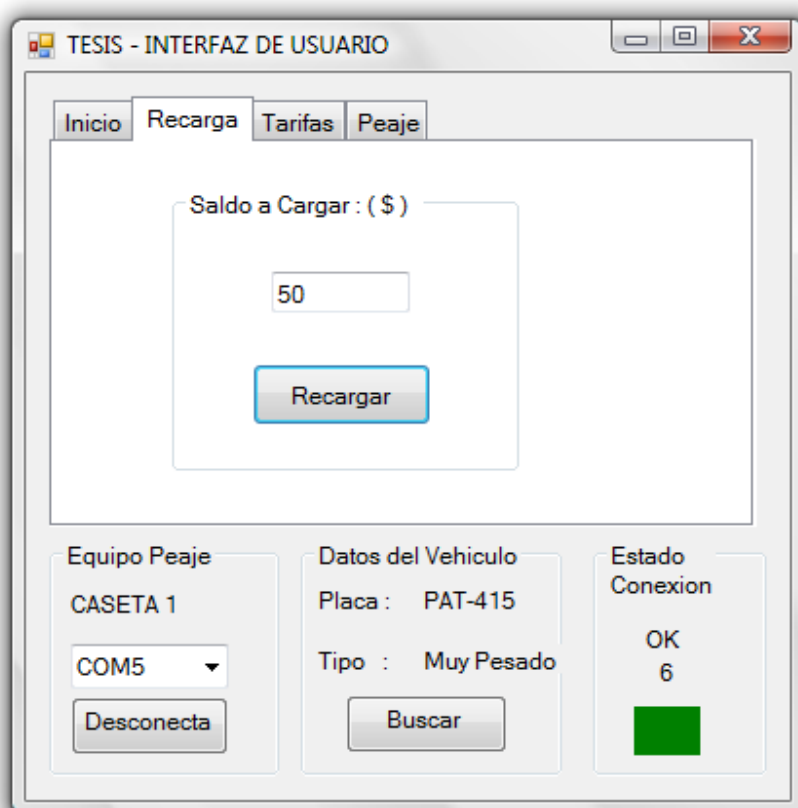 TESIS - INTERFAZ DE USUARIO
Inicio Recarga Tarifas Peaje
Saldo a Cargar : ( $ )
50
Recargar
Equipo Peaje
CASETA 1
COM5
Desconecta
Datos del Vehiculo
Placa : PAT-415
Tipo : Muy Pesado
Buscar
Estado
Conexion
OK
6